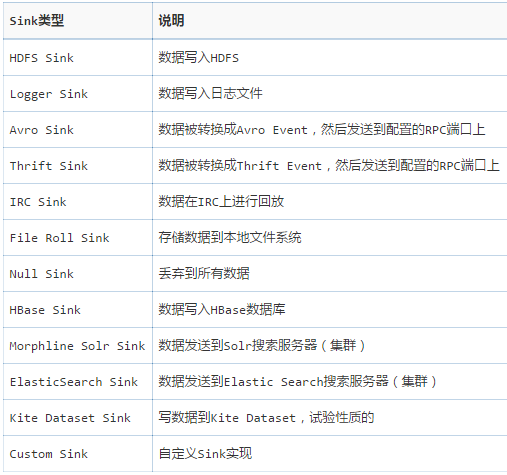 Sink类型 说明
HDFS Sink 数据写入HDFS
Logger Sink 数据写入日志文件
Avro Sink 数据被转换成Avro Event，然后发送到配置的RPC端口上
Thrift Sink 数据被转换成Thrift Event，然后发送到配置的RPC端口上
IRC Sink 数据在IRC上进行回放
File Roll Sink 存储数据到本地文件系统
Null Sink 丢弃到所有数据
HBase Sink 数据写入HBase数据库
Morphline Solr Sink 数据发送到Solr搜索服务器（集群）
ElasticSearch Sink 数据发送到Elastic Search搜索服务器（集群）
Kite Dataset Sink 写数据到Kite Dataset，试验性质的
Custom Sink 自定义Sink实现